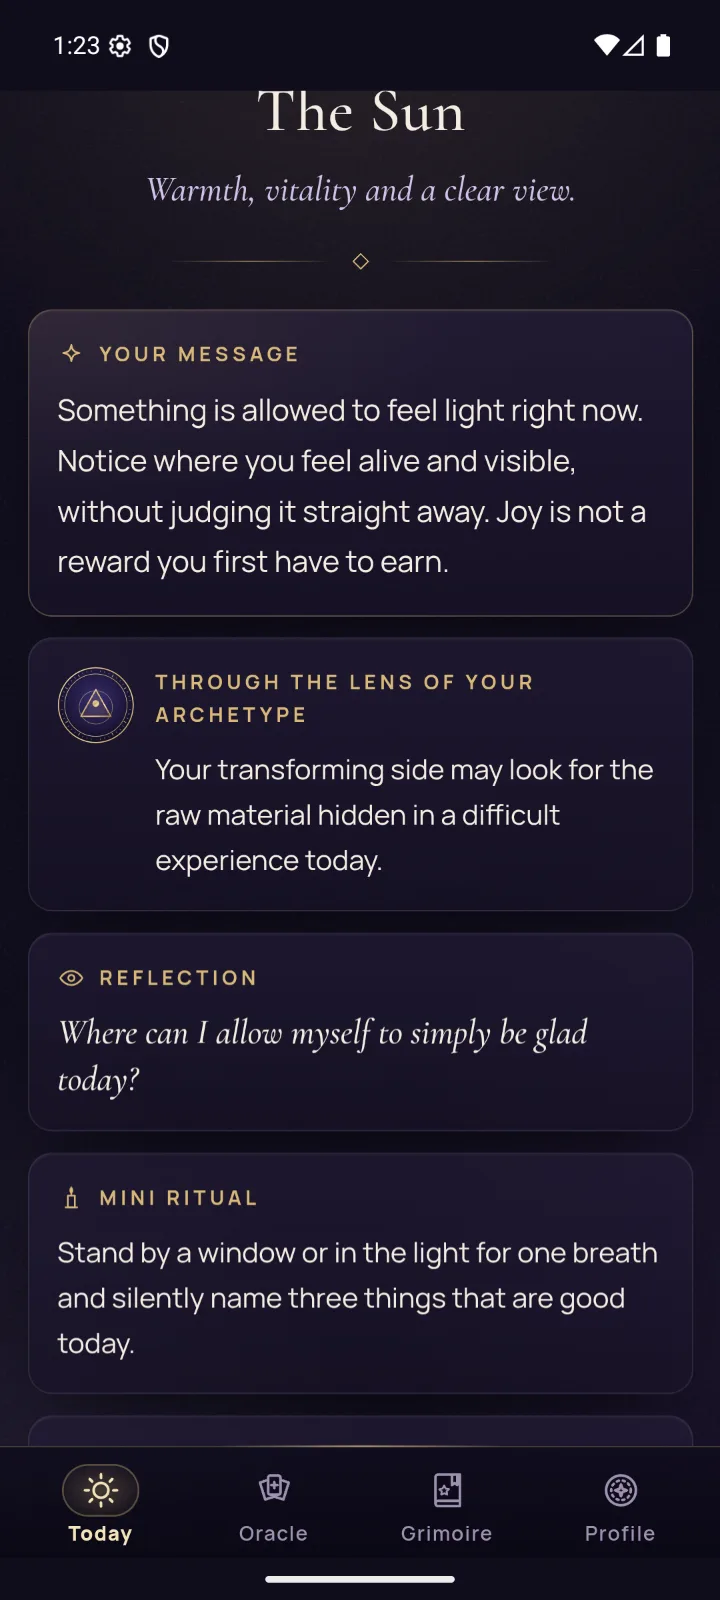 1:23
The Sun
Warmth, vitality and a clear view.
YOUR MESSAGE
Something is allowed to feel light right now.
Notice where you feel alive and visible,
without judging it straight away. Joy is not a
reward you first have to earn.
THROUGH THE LENS OF YOUR
ARCHETYPE
Your transforming side may look for the
raw material hidden in a difficult
experience today.
REFLECTION
Where can I allow myself to simply be glad
today?
MINI RITUAL
Stand by a window or in the light for one breath
and silently name three things that are good
today.
Today
Oracle
Grimoire
Profile